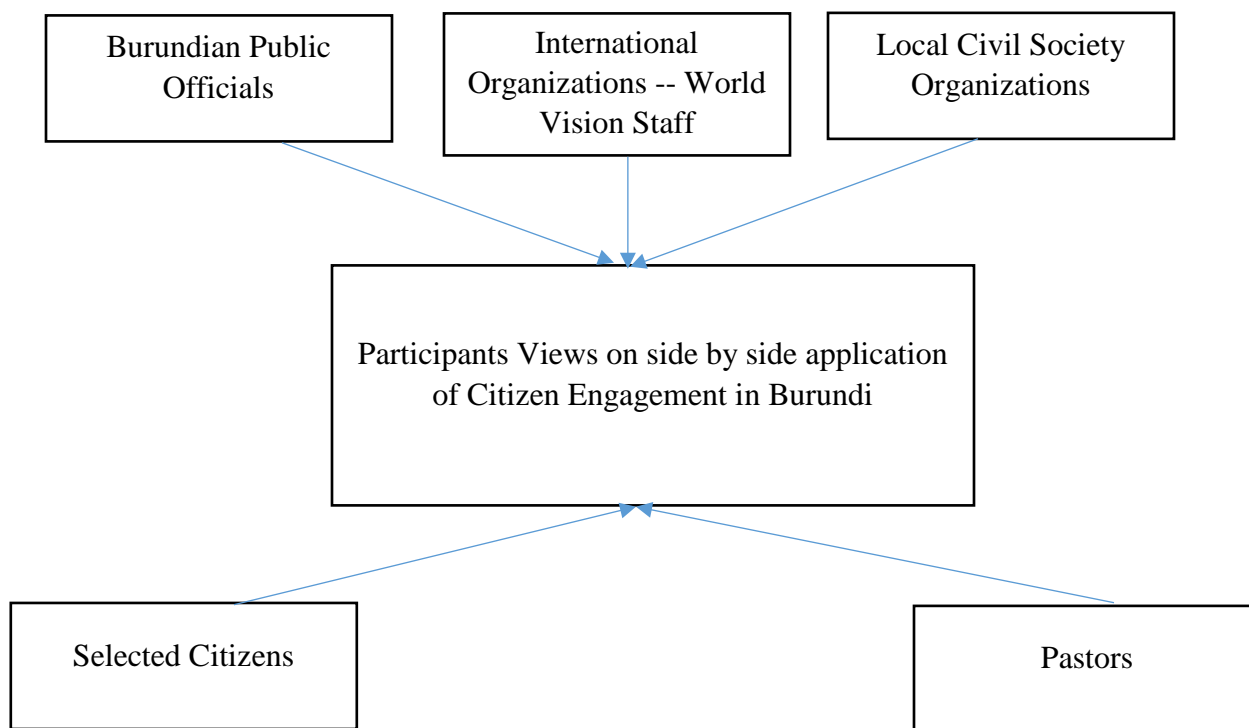 Burundian Public
Officials
International
Organizations -- World
Vision Staff
Local Civil Society
Organizations
Participants Views on side by side application
of Citizen Engagement in Burundi
Selected Citizens
Pastors